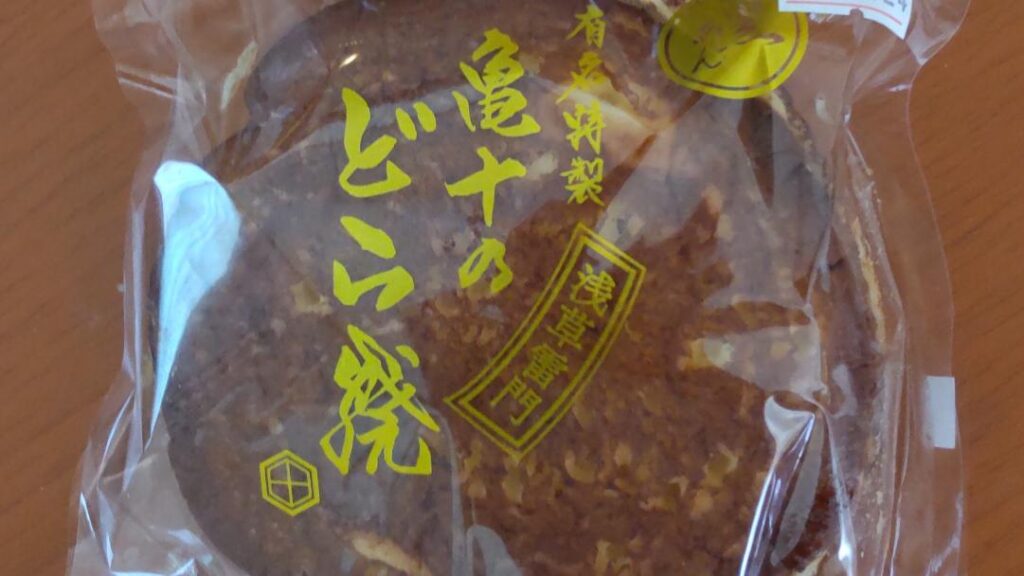 有名特製
亀十の
どら焼
浅草雷門